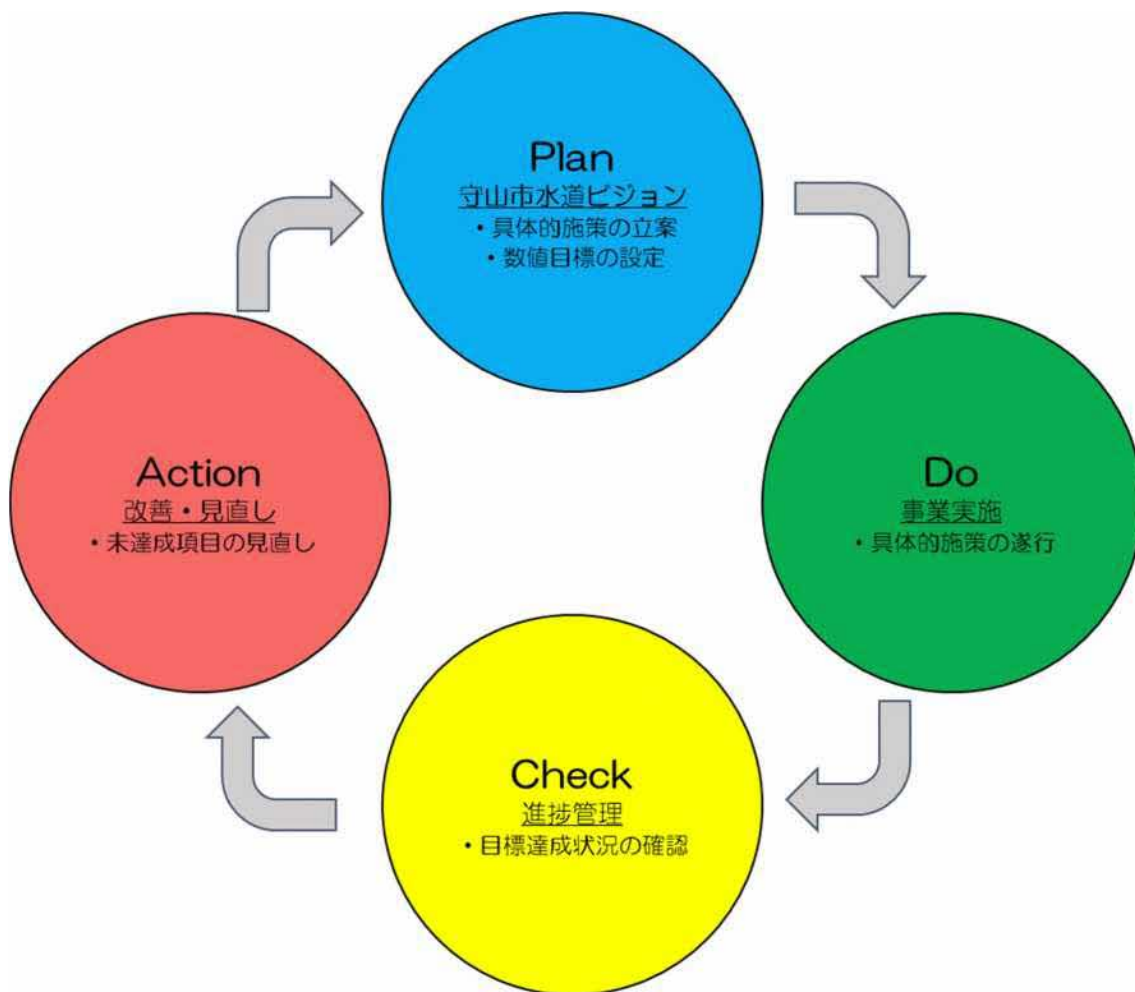 Plan
守山市水道ビジョン
・具体的施策の立案
・数値目標の設定
Do
事業実施
・具体的施策の遂行
Check
進捗管理
・目標達成状況の確認
Action
改善・見直し
・未達成項目の見直し